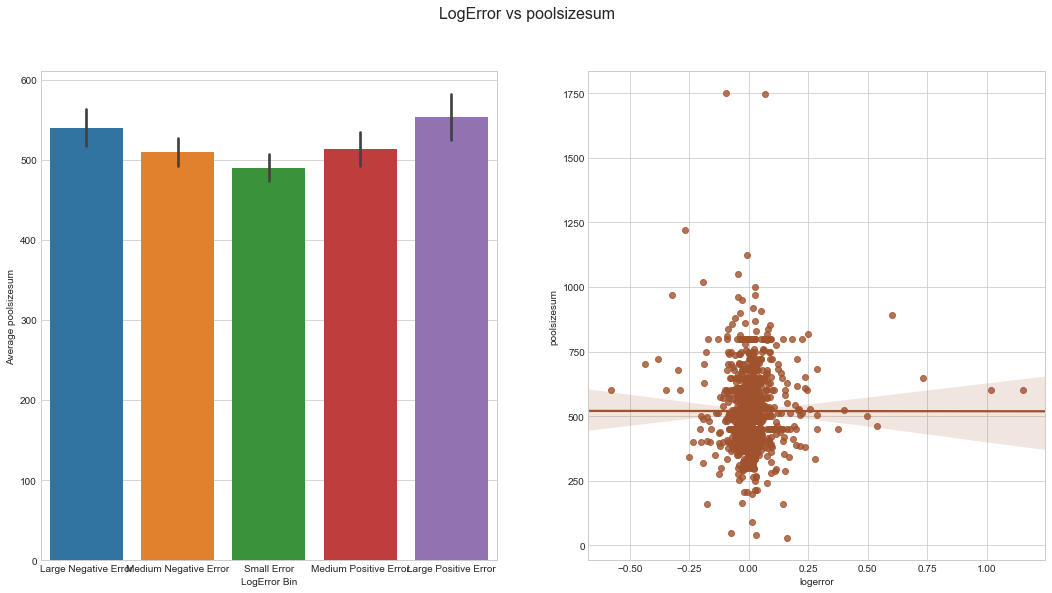 LogError vs poolsizesum
600
500
400
300
200
100
0
Average poolsizesum
Large Negative Error
Medium Negative Error
Small Error
Medium Positive Error
Large Positive Error
LogError Bin
1750
1500
1250
1000
750
500
250
0
poolsizesum
−0.50
−0.25
0.00
0.25
0.50
0.75
1.00
logerror